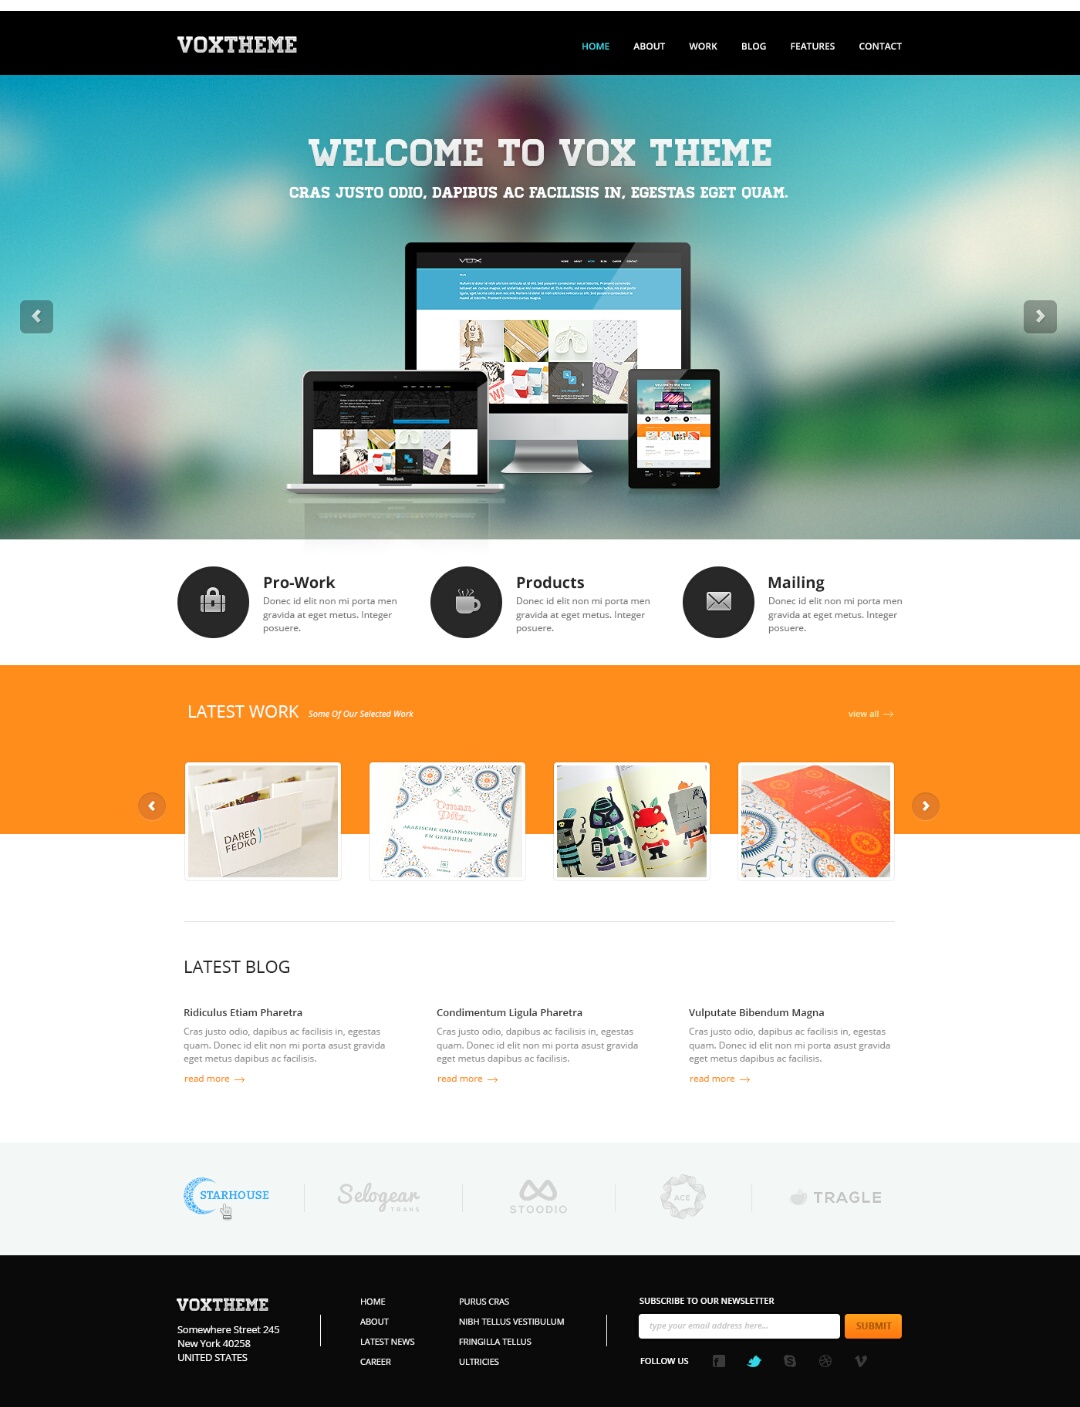 VOXTHEME
HOME ABOUT WORK BLOG FEATURES CONTACT
WELCOME TO VOX THEME
CRAS JUSTO ODIO, DAPIBUS AC FACILISIS IN, EGESTAS EGET QUAM.
VOX
VOX
MacBook
Pro-Work
Donec id elit non mi porta men
gravida at eget metus. Integer
posuere.
Products
Donec id elit non mi porta men
gravida at eget metus. Integer
posuere.
Mailing
Donec id elit non mi porta men
gravida at eget metus. Integer
posuere.
LATEST WORK Some Of Our Selected Work
view all
DAREK
FEDKO
LATEST BLOG
Ridiculus Etiam Pharetra
Cras justo odio, dapibus ac facilisis in, egestas
quam. Donec id elit non mi porta asust gravida
eget metus dapibus ac facilisis.
read more
Condimentum Ligula Pharetra
Cras justo odio, dapibus ac facilisis in, egestas
quam. Donec id elit non mi porta asust gravida
eget metus dapibus ac facilisis.
read more
Vulputate Bibendum Magna
Cras justo odio, dapibus ac facilisis in, egestas
quam. Donec id elit non mi porta asust gravida
eget metus dapibus ac facilisis.
read more
STARHOUSE
Selogear
TRANS
STOODIO
ACE
TRAGLE
VOXTHEME
Somewhere Street 245
New York 40258
UNITED STATES
HOME
ABOUT
LATEST NEWS
CAREER
PURUS CRAS
NIBH TELLUS VESTIBULUM
FRINGILLA TELLUS
ULTRICIES
SUBSCRIBE TO OUR NEWSLETTER
type your email address here...
SUBMIT
FOLLOW US